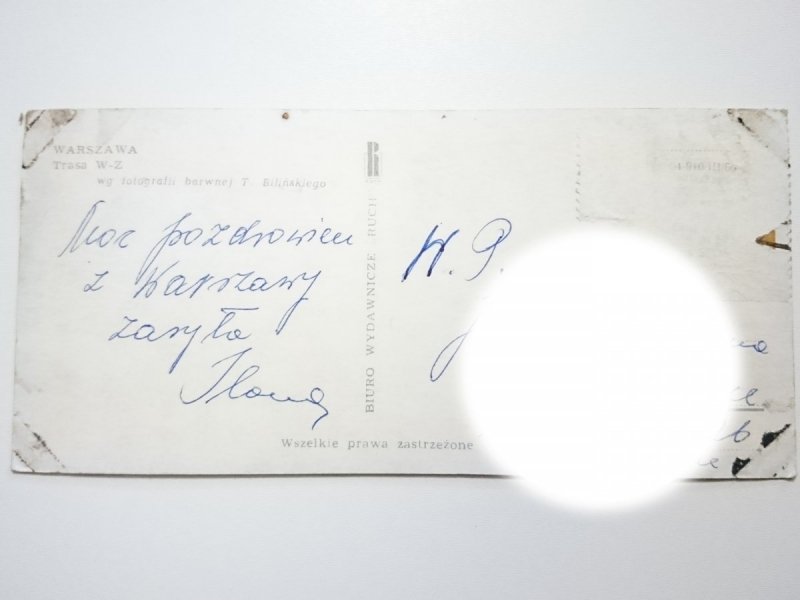 WARSZAWA
Trasa W-Z
wg fotografii barwnej T. Bilińskiego
Moc pozdrowień
z Warszawy
zasyła
Ilona
BIURO WYDAWNICZE RUCH
W. P.
Wszelkie prawa zastrzeżone